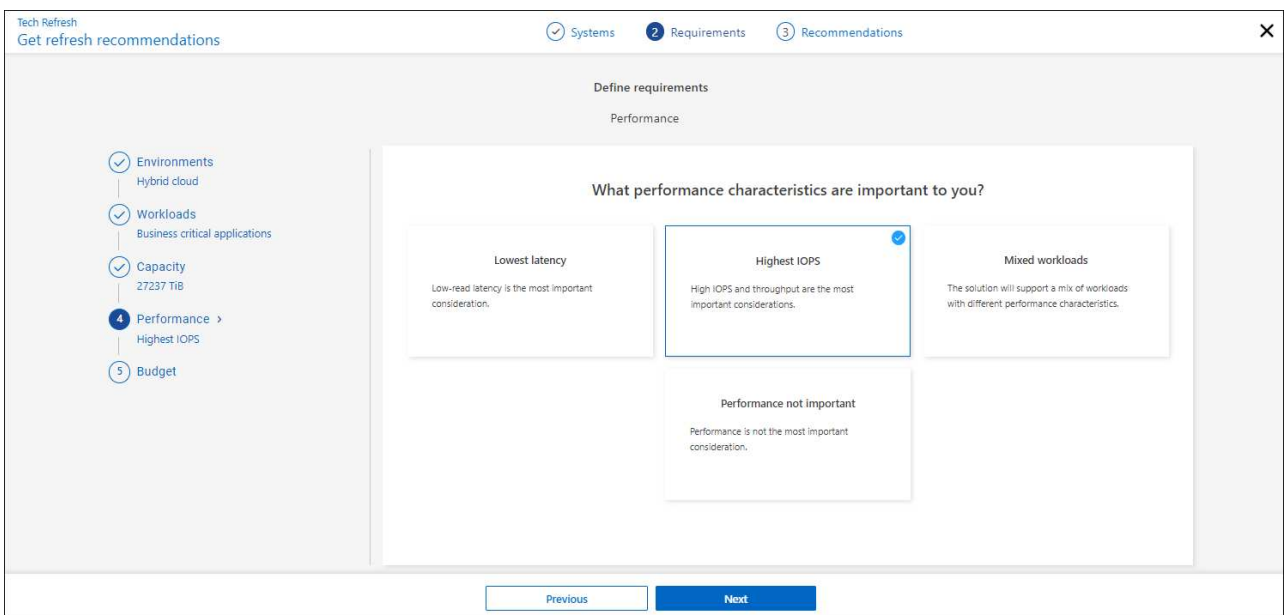 Tech Refresh
Get refresh recommendations
Systems
2 Requirements
3 Recommendations
Define requirements
Performance
Environments
Hybrid cloud
Workloads
Business critical applications
Capacity
27237 TiB
4 Performance >
Highest IOPS
5 Budget
What performance characteristics are important to you?
Lowest latency
Low-read latency is the most important
consideration.
Highest IOPS
High IOPS and throughput are the most
important considerations.
Mixed workloads
The solution will support a mix of workloads
with different performance characteristics.
Performance not important
Performance is not the most important
consideration.
Previous
Next